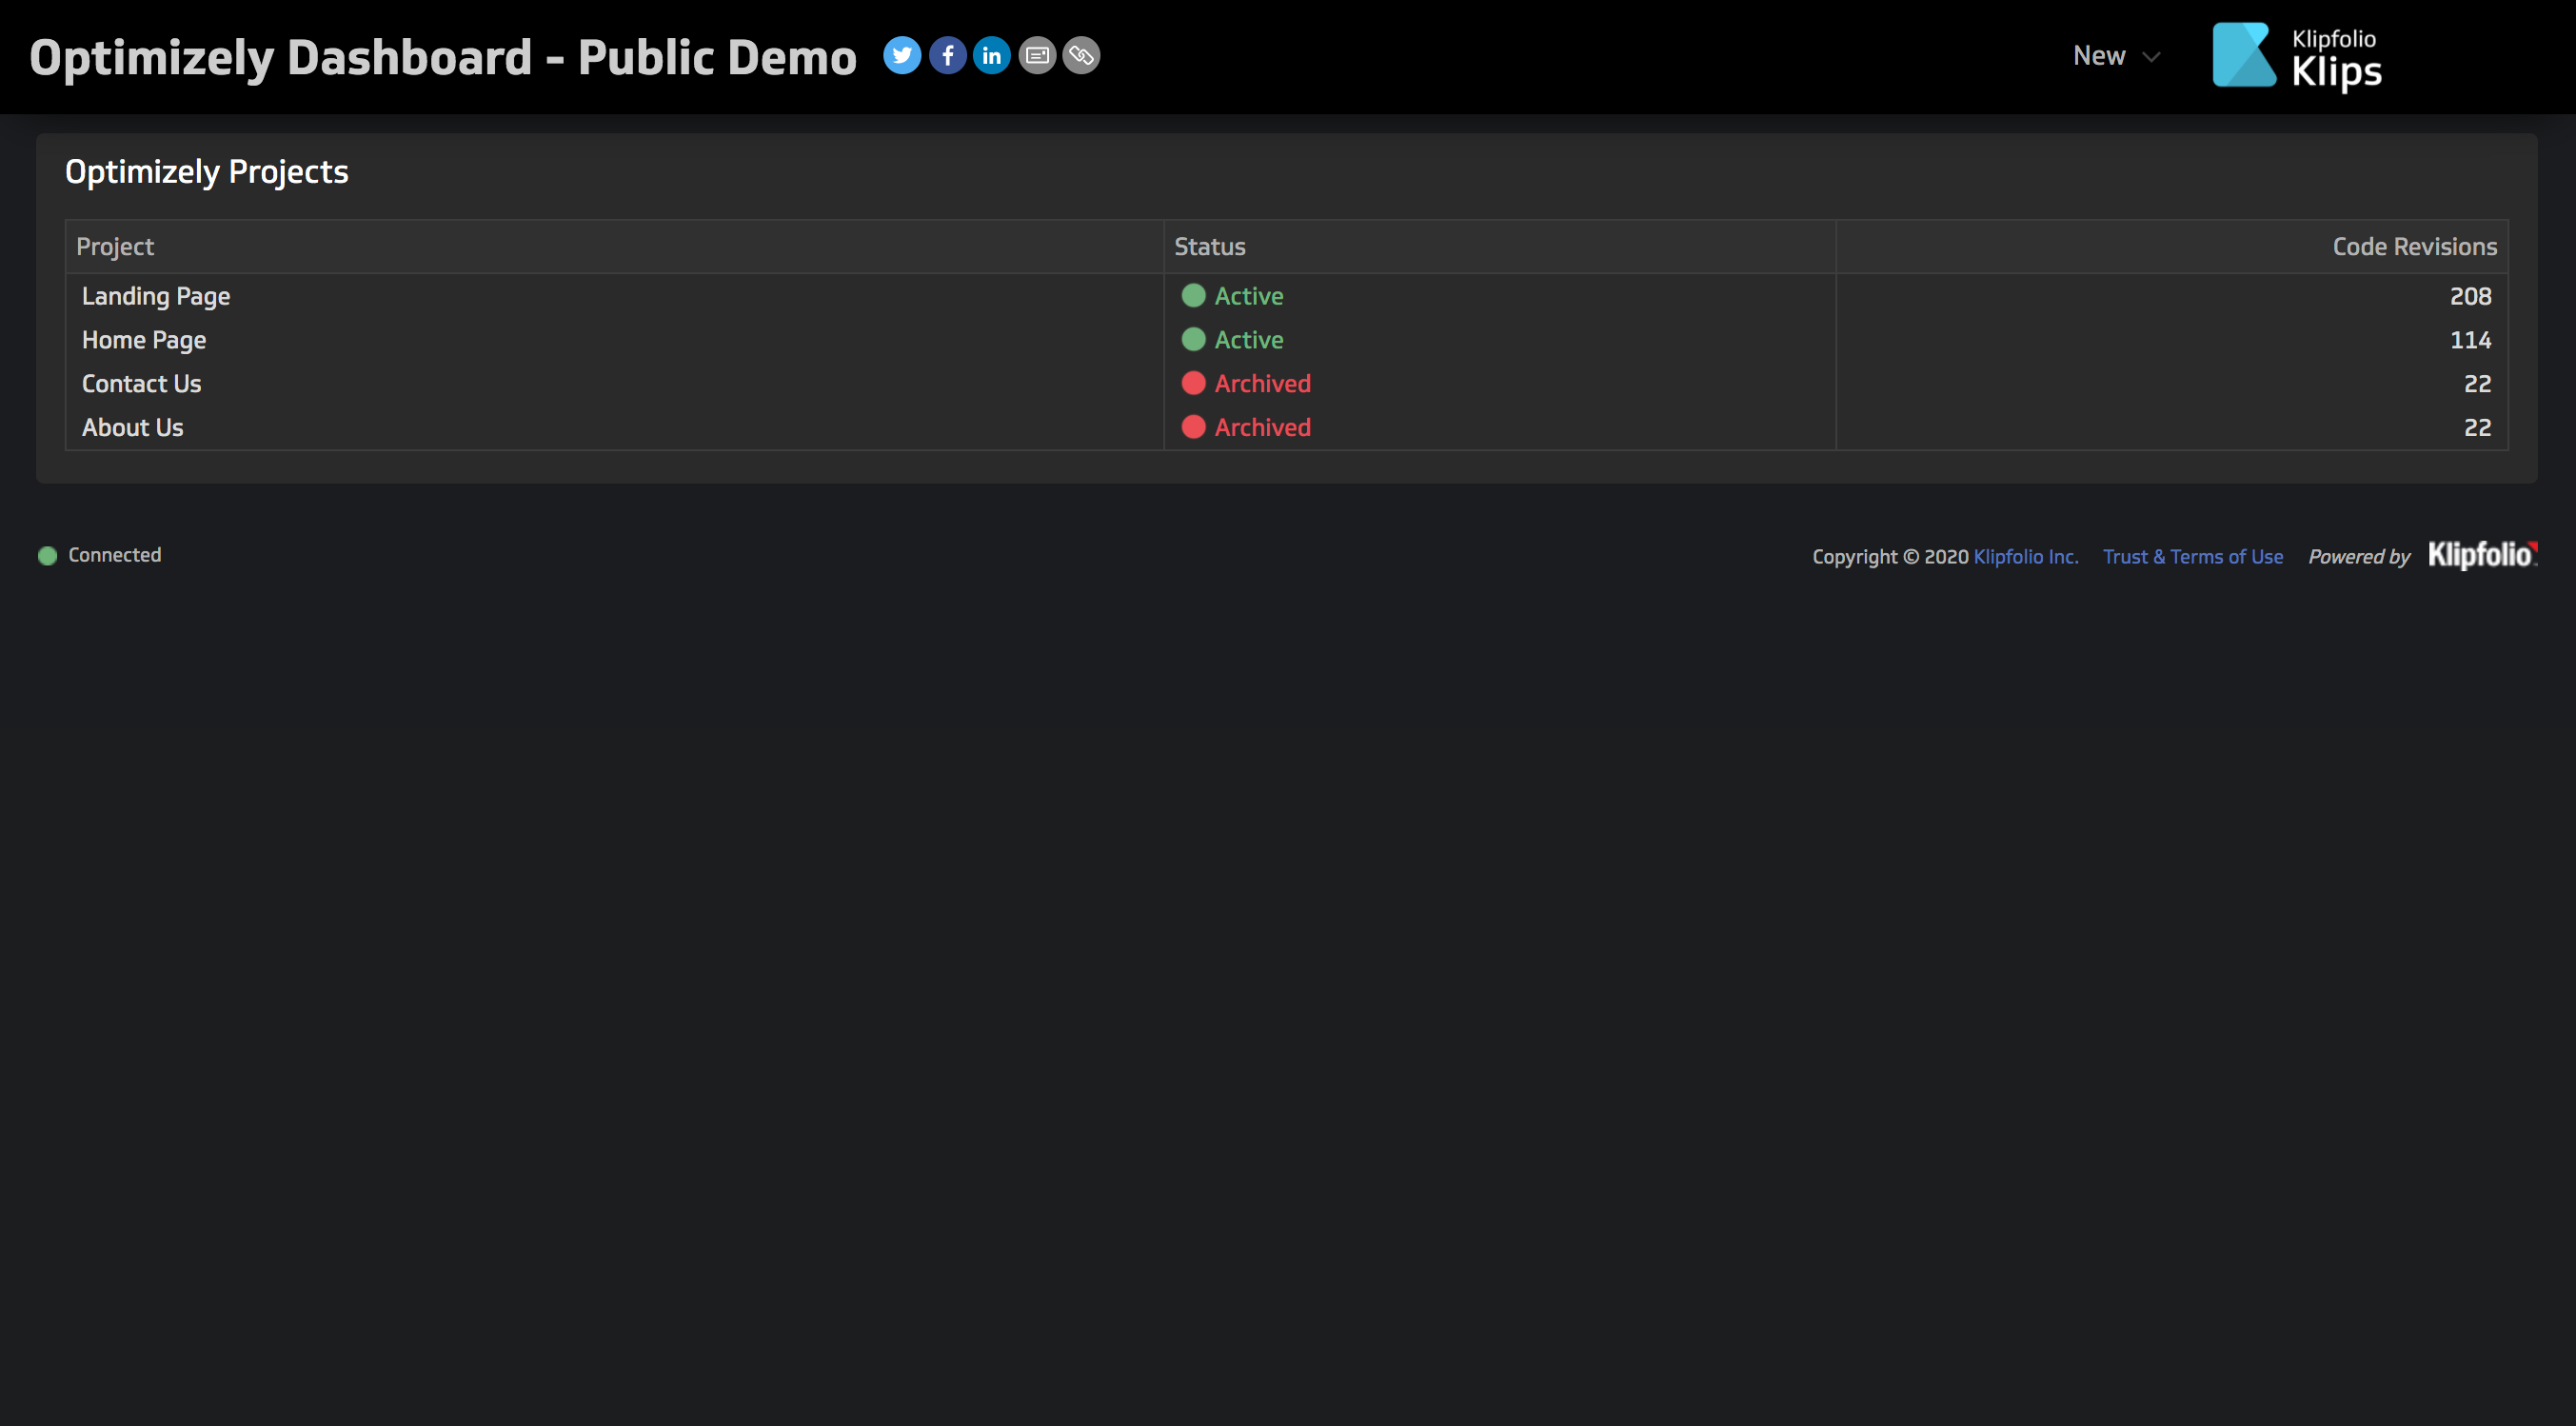 Optimizely Dashboard - Public Demo
New
Klipfolio
Klips
Optimizely Projects
Project Status Code Revisions
Landing Page Active 208
Home Page Active 114
Contact Us Archived 22
About Us Archived 22
Connected Copyright © 2020 Klipfolio Inc. Trust & Terms of Use Powered by Klipfolio